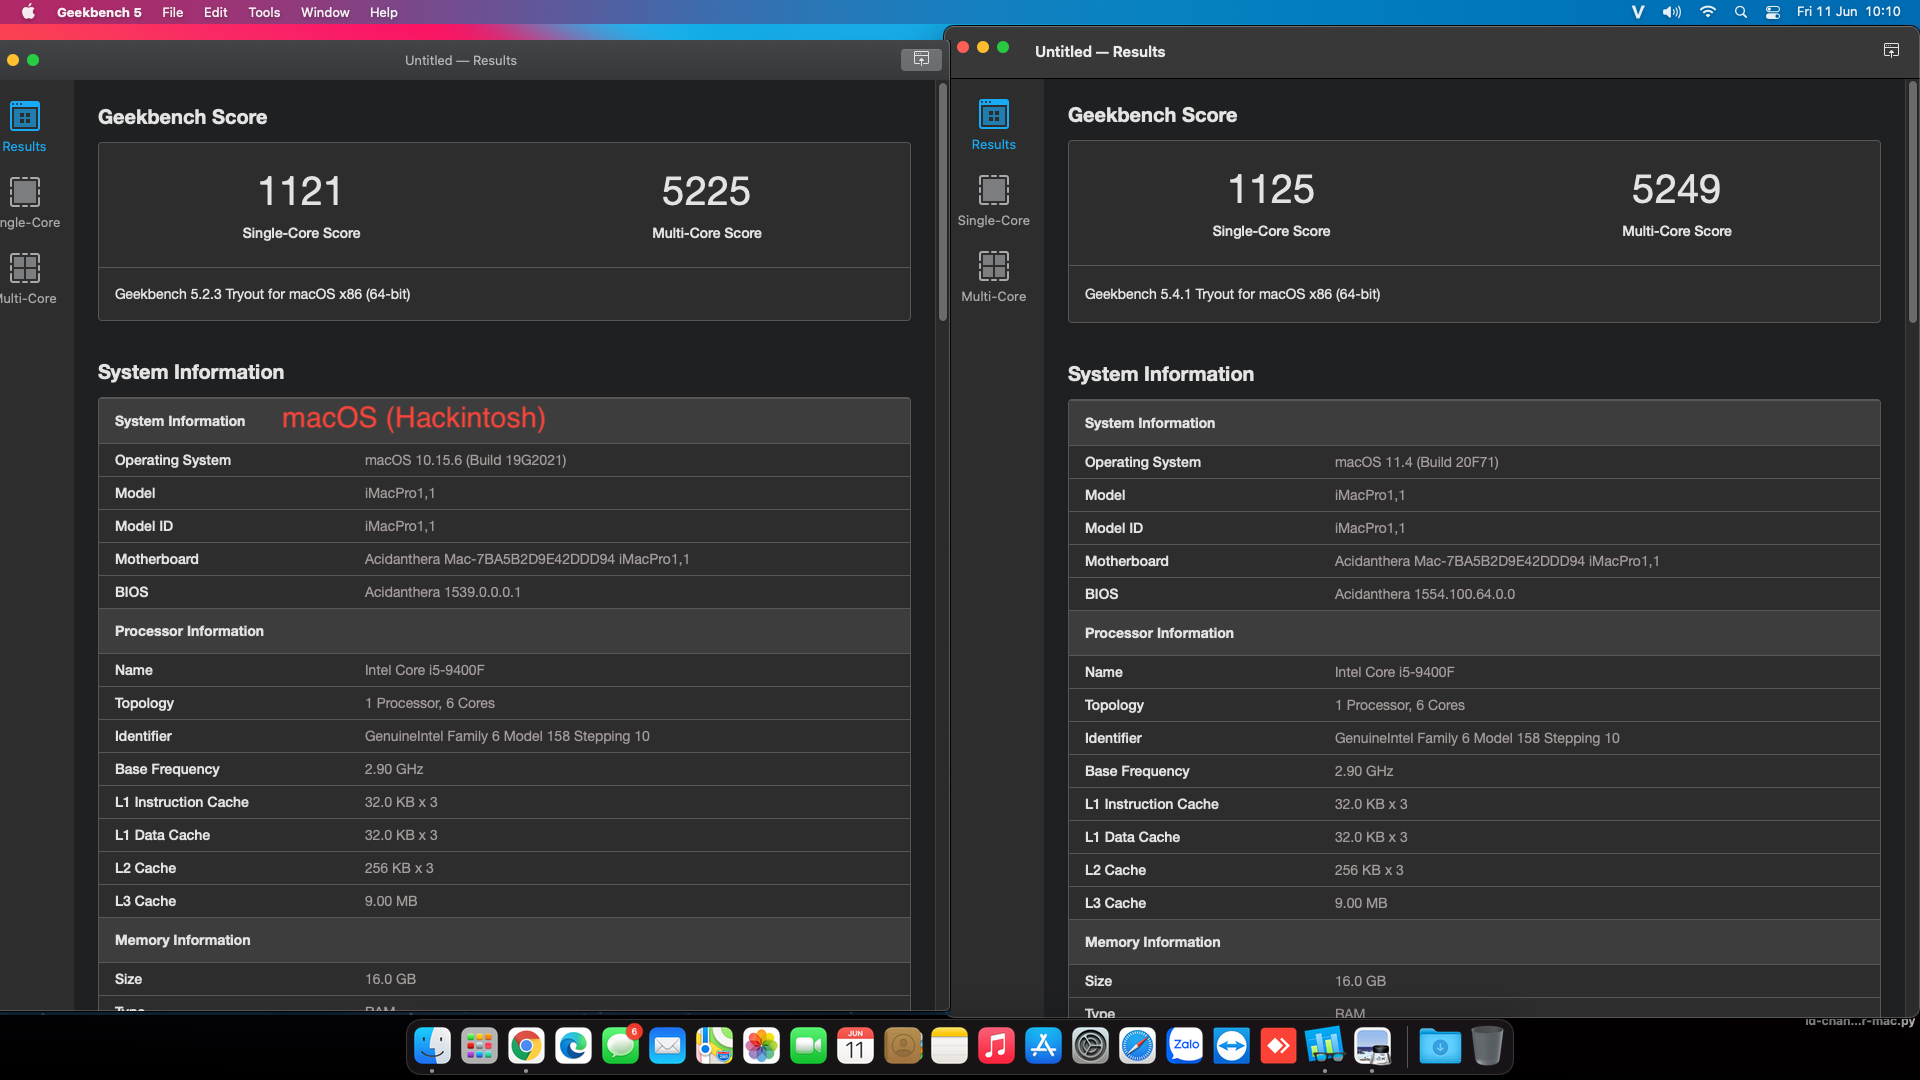 Geekbench 5 File Edit Tools Window Help
Fri 11 Jun 10:10
Untitled — Results
Results
ngle-Core
ulti-Core
Geekbench Score
1121
5225
Single-Core Score
Multi-Core Score
Geekbench 5.2.3 Tryout for macOS x86 (64-bit)
System Information
System Information macOS (Hackintosh)
Operating System macOS 10.15.6 (Build 19G2021)
Model iMacPro1,1
Model ID iMacPro1,1
Motherboard Acidanthera Mac-7BA5B2D9E42DDD94 iMacPro1,1
BIOS Acidanthera 1539.0.0.0.1
Processor Information
Name Intel Core i5-9400F
Topology 1 Processor, 6 Cores
Identifier GenuineIntel Family 6 Model 158 Stepping 10
Base Frequency 2.90 GHz
L1 Instruction Cache 32.0 KB x 3
L1 Data Cache 32.0 KB x 3
L2 Cache 256 KB x 3
L3 Cache 9.00 MB
Memory Information
Size 16.0 GB
Type RAM
Untitled — Results
Results
Single-Core
Multi-Core
Geekbench Score
1125
5249
Single-Core Score
Multi-Core Score
Geekbench 5.4.1 Tryout for macOS x86 (64-bit)
System Information
System Information
Operating System macOS 11.4 (Build 20F71)
Model iMacPro1,1
Model ID iMacPro1,1
Motherboard Acidanthera Mac-7BA5B2D9E42DDD94 iMacPro1,1
BIOS Acidanthera 1554.100.64.0.0
Processor Information
Name Intel Core i5-9400F
Topology 1 Processor, 6 Cores
Identifier GenuineIntel Family 6 Model 158 Stepping 10
Base Frequency 2.90 GHz
L1 Instruction Cache 32.0 KB x 3
L1 Data Cache 32.0 KB x 3
L2 Cache 256 KB x 3
L3 Cache 9.00 MB
Memory Information
Size 16.0 GB
Type RAM
id-chan...r-mac.py
6
JUN
11
Zalo